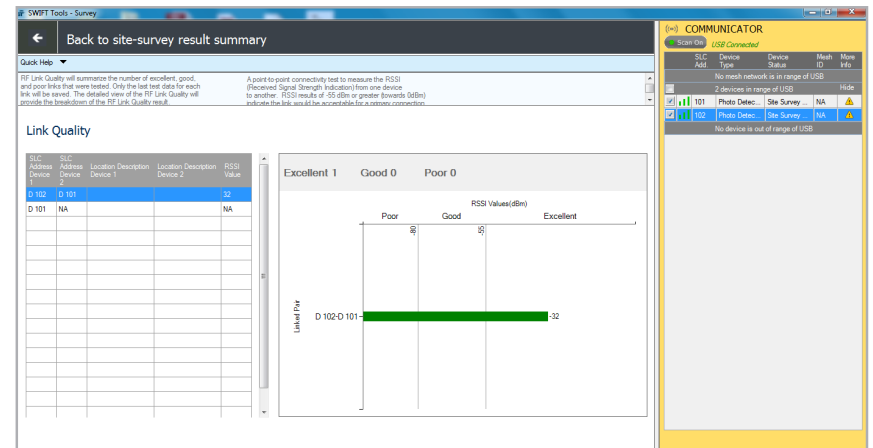 SWIFT Tools - Survey
Back to site-survey result summary
Quick Help
RF Link Quality will summarize the number of excellent, good,
and poor links that were tested. Only the last test data for each
link will be saved. The detailed view of the RF Link Quality will
provide the breakdown of the RF Link Quality result.
A point-to-point connectivity test to measure the RSSI
(Received Signal Strength Indication) from one device
to another. RSSI results of -55 dBm or greater (towards 0dBm)
indicate the link would be acceptable for a primary connection
Link Quality
SLC Address Device 1 SLC Address Device 2 Location Description Device 1 Location Description Device 2 RSSI Value
D 102 D 101 32
D 101 NA NA
Excellent 1 Good 0 Poor 0
RSSI Values(dBm)
Poor Good Excellent
-80 -55
Linked Pair
D 102-D 101 -32
COMMUNICATOR
Scan On USB Connected
SLC Add. Device Type Device Status Mesh ID More Info
No mesh network is in range of USB
2 devices in range of USB Hide
101 Photo Detec... Site Survey ... NA
102 Photo Detec... Site Survey ... NA
No device is out of range of USB